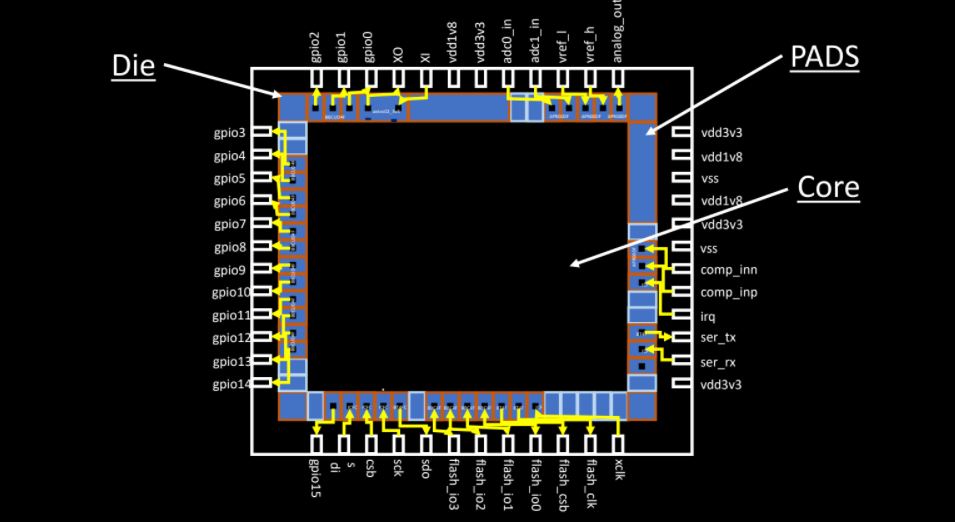 gpio2
gpio1
gpio0
XO
XI
vdd1v8
vdd3v3
adc0_in
adc1_in
vref_l
vref_h
analog_out
Die
PADS
Core
gpio3
gpio4
gpio5
gpio6
gpio7
gpio8
gpio9
gpio10
gpio11
gpio12
gpio13
gpio14
vdd3v3
vdd1v8
vss
vdd1v8
vdd3v3
vss
comp_inn
comp_inp
irq
ser_tx
ser_rx
vdd3v3
gpio15
di
s
csb
sck
sdo
flash_io3
flash_io2
flash_io1
flash_io0
flash_csb
flash_clk
xclk